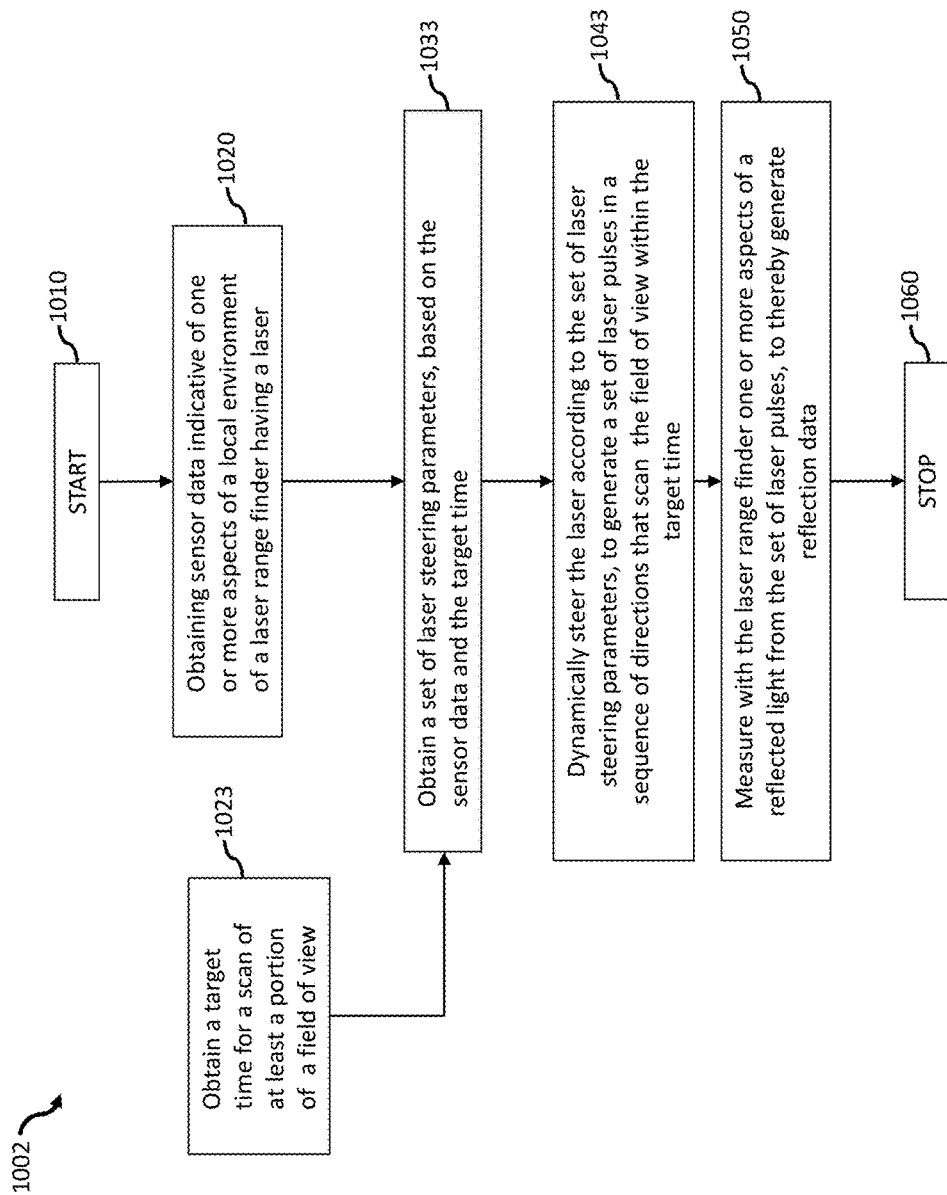 1002
START
1010
Obtaining sensor data indicative of one
or more aspects of a local environment
of a laser range finder having a laser
1020
Obtain a target
time for a scan of
at least a portion
of a field of view
1023
Obtain a set of laser steering parameters, based on the
sensor data and the target time
1033
Dynamically steer the laser according to the set of laser
steering parameters, to generate a set of laser pulses in a
sequence of directions that scan the field of view within the
target time
1043
Measure with the laser range finder one or more aspects of a
reflected light from the set of laser pulses, to thereby generate
reflection data
1050
STOP
1060